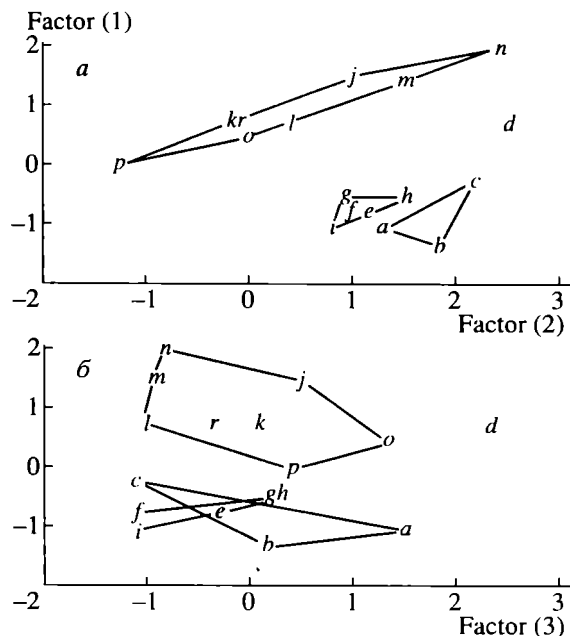 Factor (1)
2
a
n
j
m
1
kr
l
o
d
p
0
c
g
h
f
e
i
a
–1
b
–2
–1
0
1
2
3
Factor (2)
2
б
n
m
j
1
l
r
k
o
d
p
0
c
gh
f
e
–1
i
a
b
–2
–1
0
1
2
3
Factor (3)